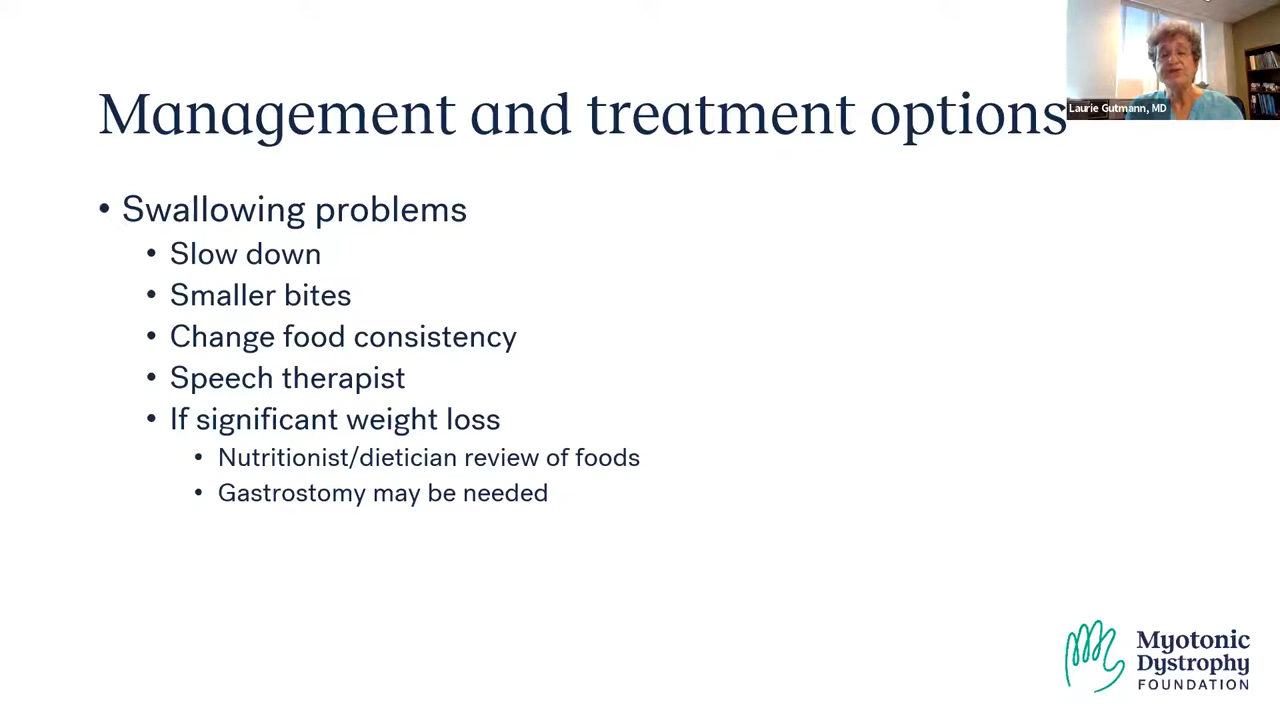 Laurie Gutmann, MD
Management and treatment options
• Swallowing problems
• Slow down
• Smaller bites
• Change food consistency
• Speech therapist
• If significant weight loss
• Nutritionist/dietician review of foods
• Gastrostomy may be needed
Myotonic
Dystrophy
FOUNDATION